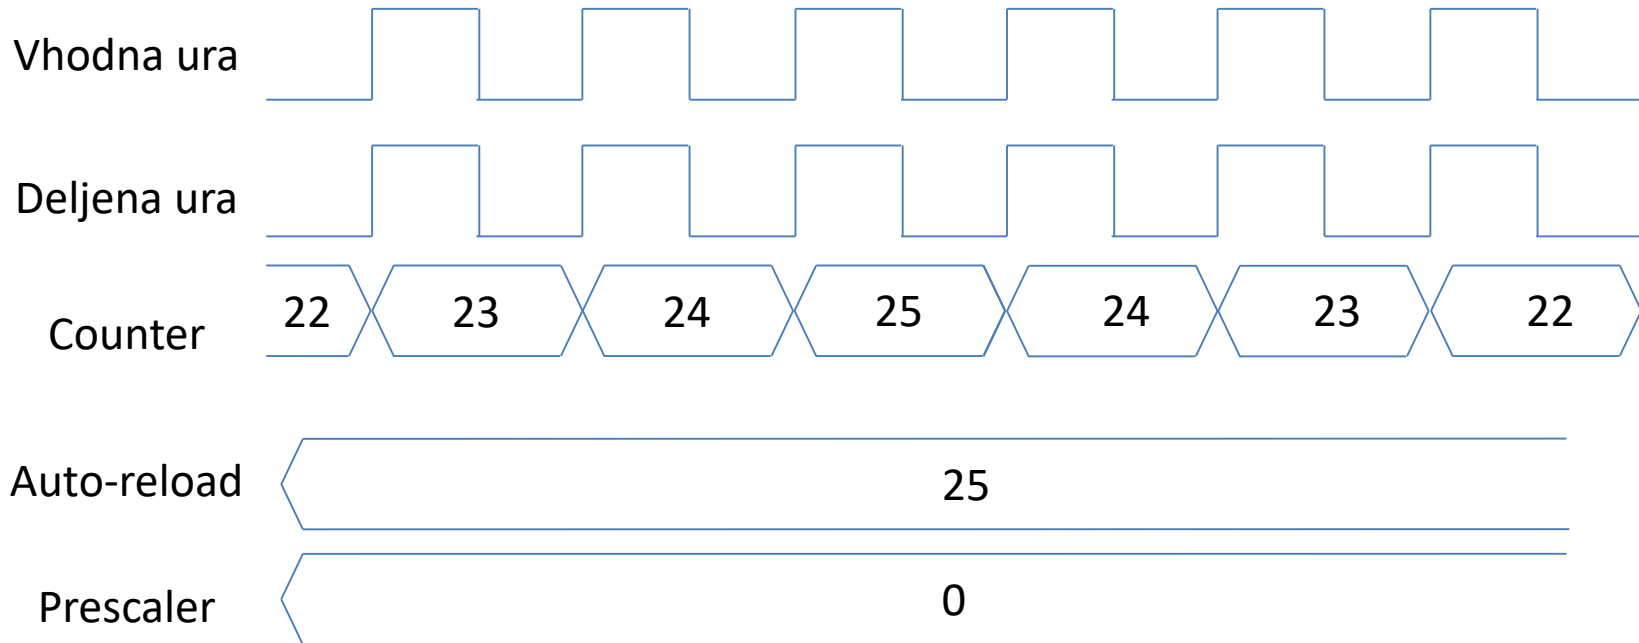 Vhodna ura
Deljena ura
Counter 22 23 24 25 24 23 22
Auto-reload 25
Prescaler 0